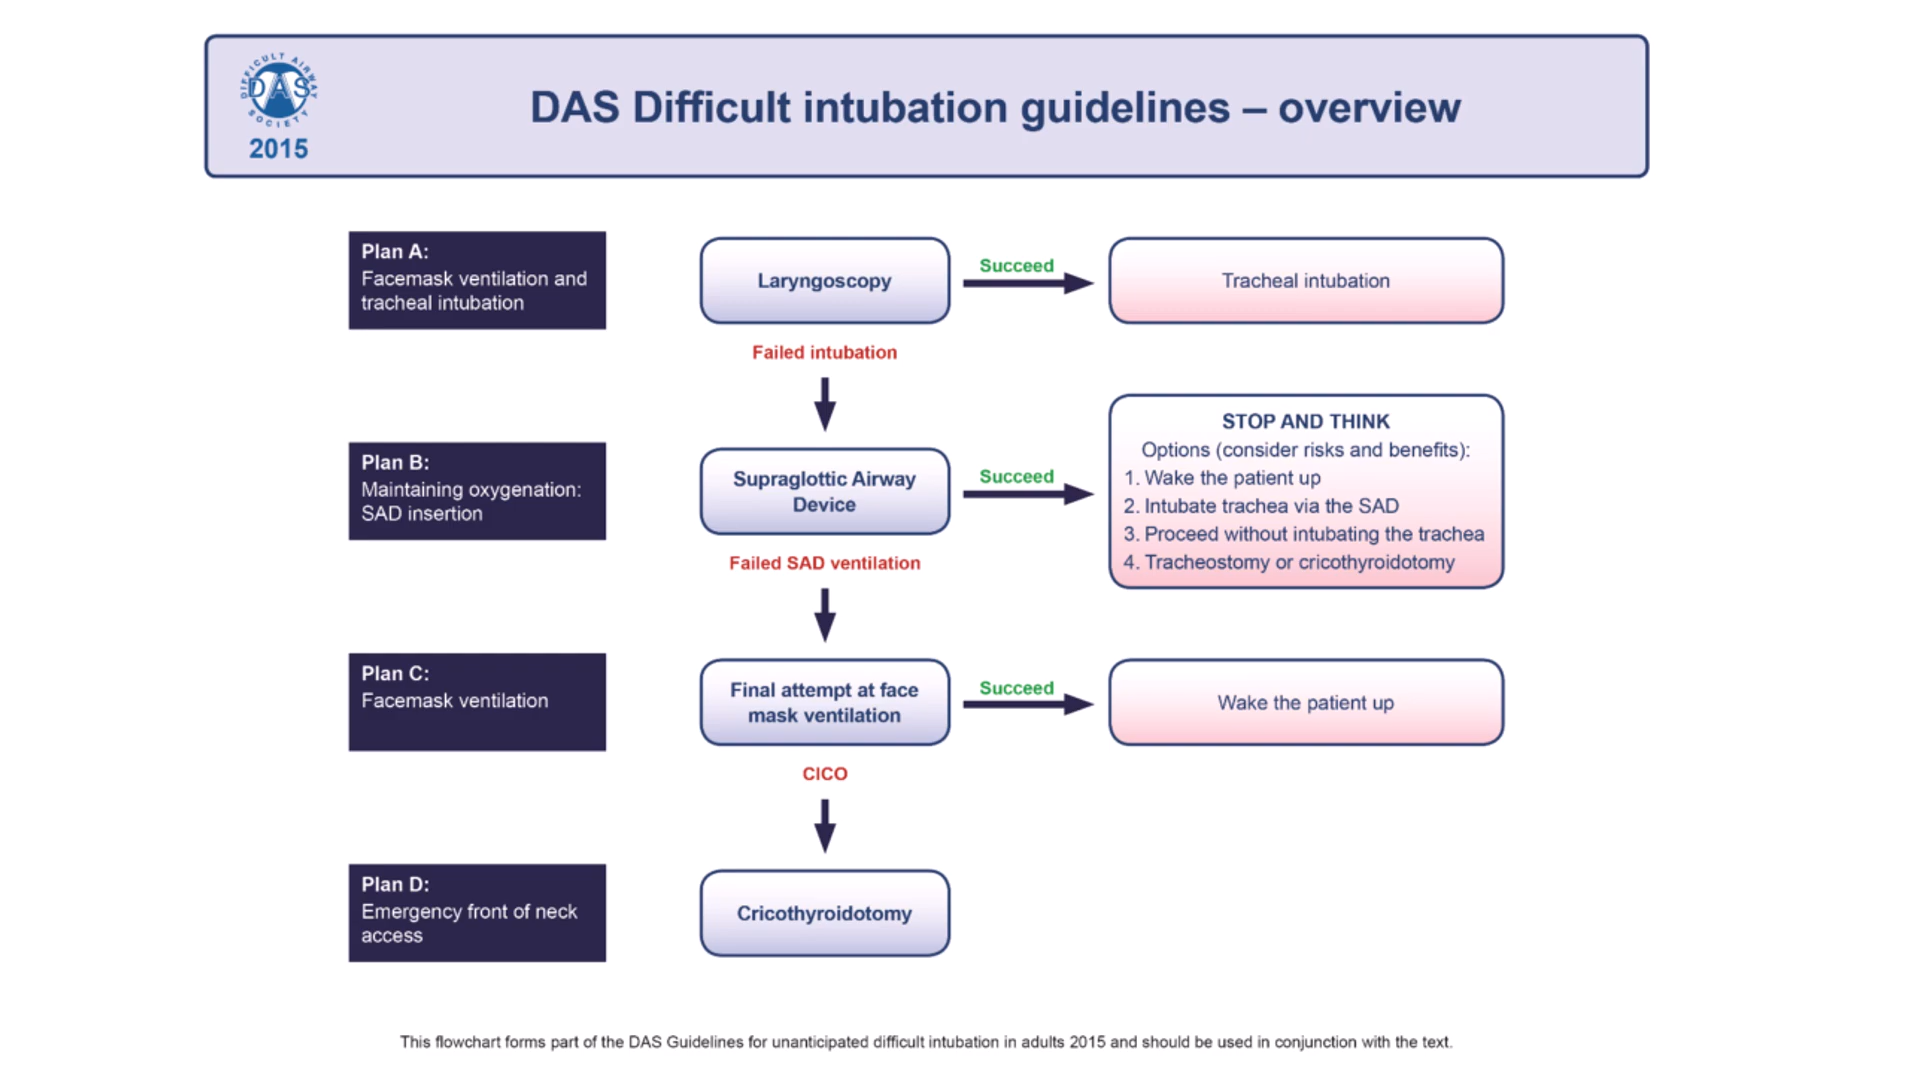 DIFFICULT AIRWAY
DAS
SOCIETY
2015
DAS Difficult intubation guidelines – overview
Plan A:
Facemask ventilation and
tracheal intubation
Laryngoscopy
Succeed
Tracheal intubation
Failed intubation
Plan B:
Maintaining oxygenation:
SAD insertion
Supraglottic Airway
Device
Succeed
STOP AND THINK
Options (consider risks and benefits):
1. Wake the patient up
2. Intubate trachea via the SAD
3. Proceed without intubating the trachea
4. Tracheostomy or cricothyroidotomy
Failed SAD ventilation
Plan C:
Facemask ventilation
Final attempt at face
mask ventilation
Succeed
Wake the patient up
CICO
Plan D:
Emergency front of neck
access
Cricothyroidotomy
This flowchart forms part of the DAS Guidelines for unanticipated difficult intubation in adults 2015 and should be used in conjunction with the text.